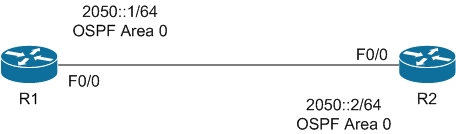 2050::1/64
OSPF Area 0
F0/0
F0/0
R1
R2
2050::2/64
OSPF Area 0